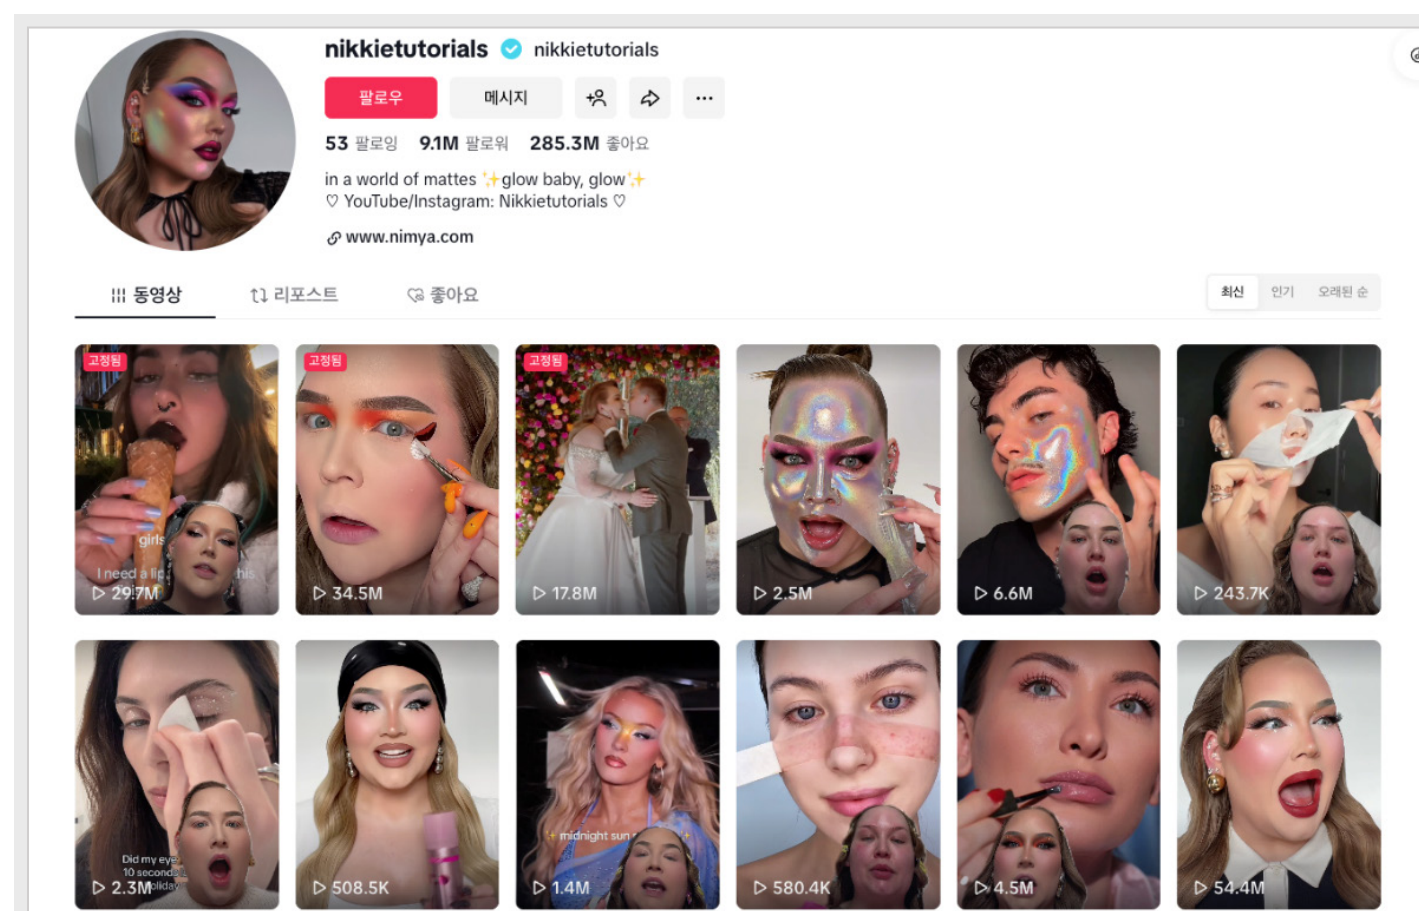 nikkietutorials nikkietutorials
팔로우 메시지
53 팔로잉 9.1M 팔로워 285.3M 좋아요
in a world of mattes ✨glow baby, glow✨
♡ YouTube/Instagram: Nikkietutorials ♡
www.nimya.com
동영상 리포스트 좋아요
최신 인기 오래된 순
고정됨 고정됨 고정됨
girls
I need a lip his
29.7M 34.5M 17.8M 2.5M 6.6M 243.7K
✨ midnight sun ✨
Did my eye
10 seconds
holiday
2.3M 508.5K 1.4M 580.4K 4.5M 54.4M